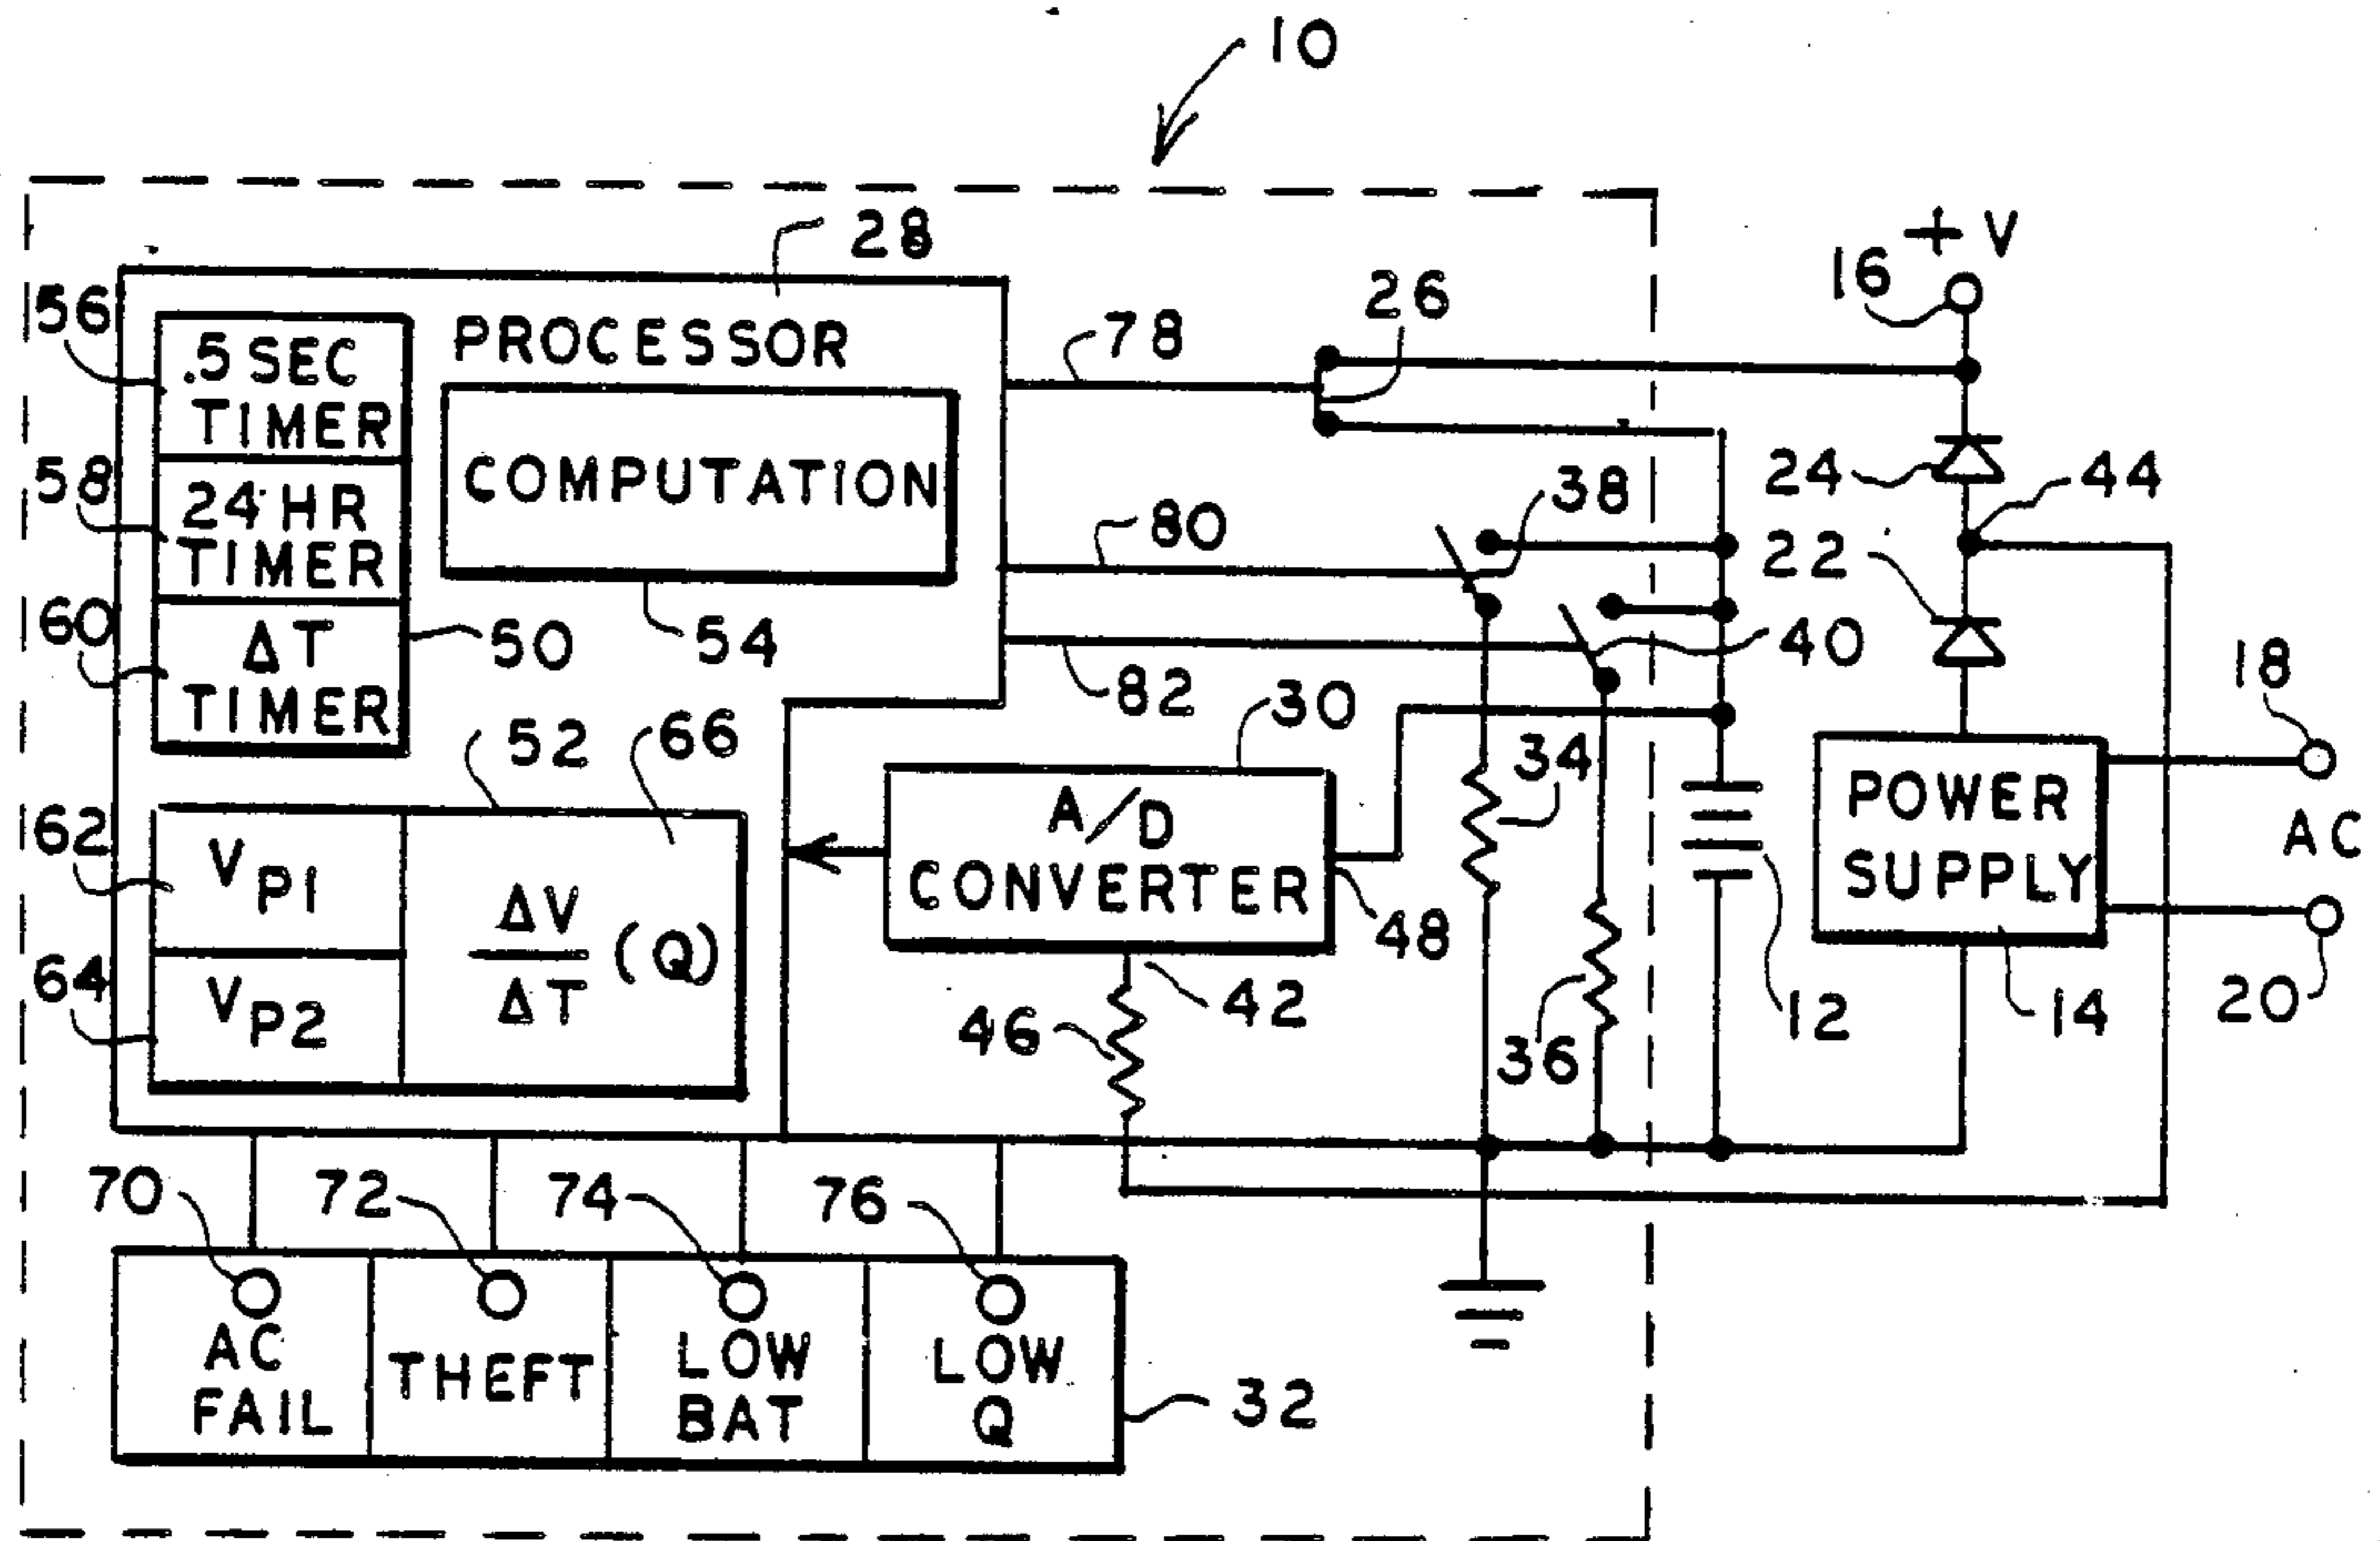 10
28
+ V
16
26
56
.5 SEC
TIMER
PROCESSOR
78
COMPUTATION
58
24 HR
TIMER
38
24
44
80
22
60
ΔT
TIMER
50
54
40
82
30
18
52
66
34
62
VP1
A/D
CONVERTER
POWER
SUPPLY
AC
ΔV
ΔT
(Q)
48
64
VP2
42
46
36
12
14
20
70
72
74
76
AC
FAIL
THEFT
LOW
BAT
LOW
Q
32